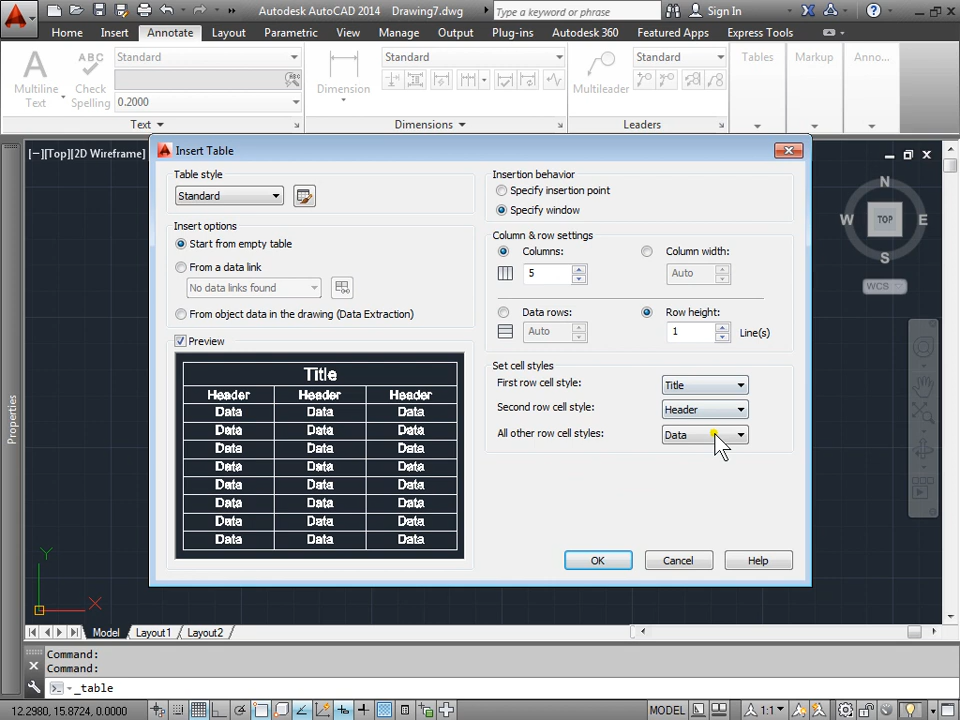 Autodesk AutoCAD 2014 Drawing7.dwg
Type a keyword or phrase
Sign In
Home Insert Annotate Layout Parametric View Manage Output Plug-ins Autodesk 360 Featured Apps Express Tools
A
Multiline
Text
ABC
Check
Spelling
Standard
0.2000
Dimension
Standard
Multileader
Standard
Tables
Markup
Anno...
Text
Dimensions
Leaders
[−][Top][2D Wireframe]
Insert Table
Table style
Standard
Insert options
Start from empty table
From a data link
No data links found
From object data in the drawing (Data Extraction)
Preview
Title
Header Header Header
Data Data Data
Data Data Data
Data Data Data
Data Data Data
Data Data Data
Data Data Data
Data Data Data
Data Data Data
Insertion behavior
Specify insertion point
Specify window
Column & row settings
Columns:
5
Column width:
Auto
Data rows:
Auto
Row height:
1
Line(s)
Set cell styles
First row cell style:
Title
Second row cell style:
Header
All other row cell styles:
Data
OK
Cancel
Help
N
W TOP E
S
WCS
Properties
Y
X
Model Layout1 Layout2
Command:
Command:
_table
12.2980, 15.8724, 0.0000
MODEL
1:1